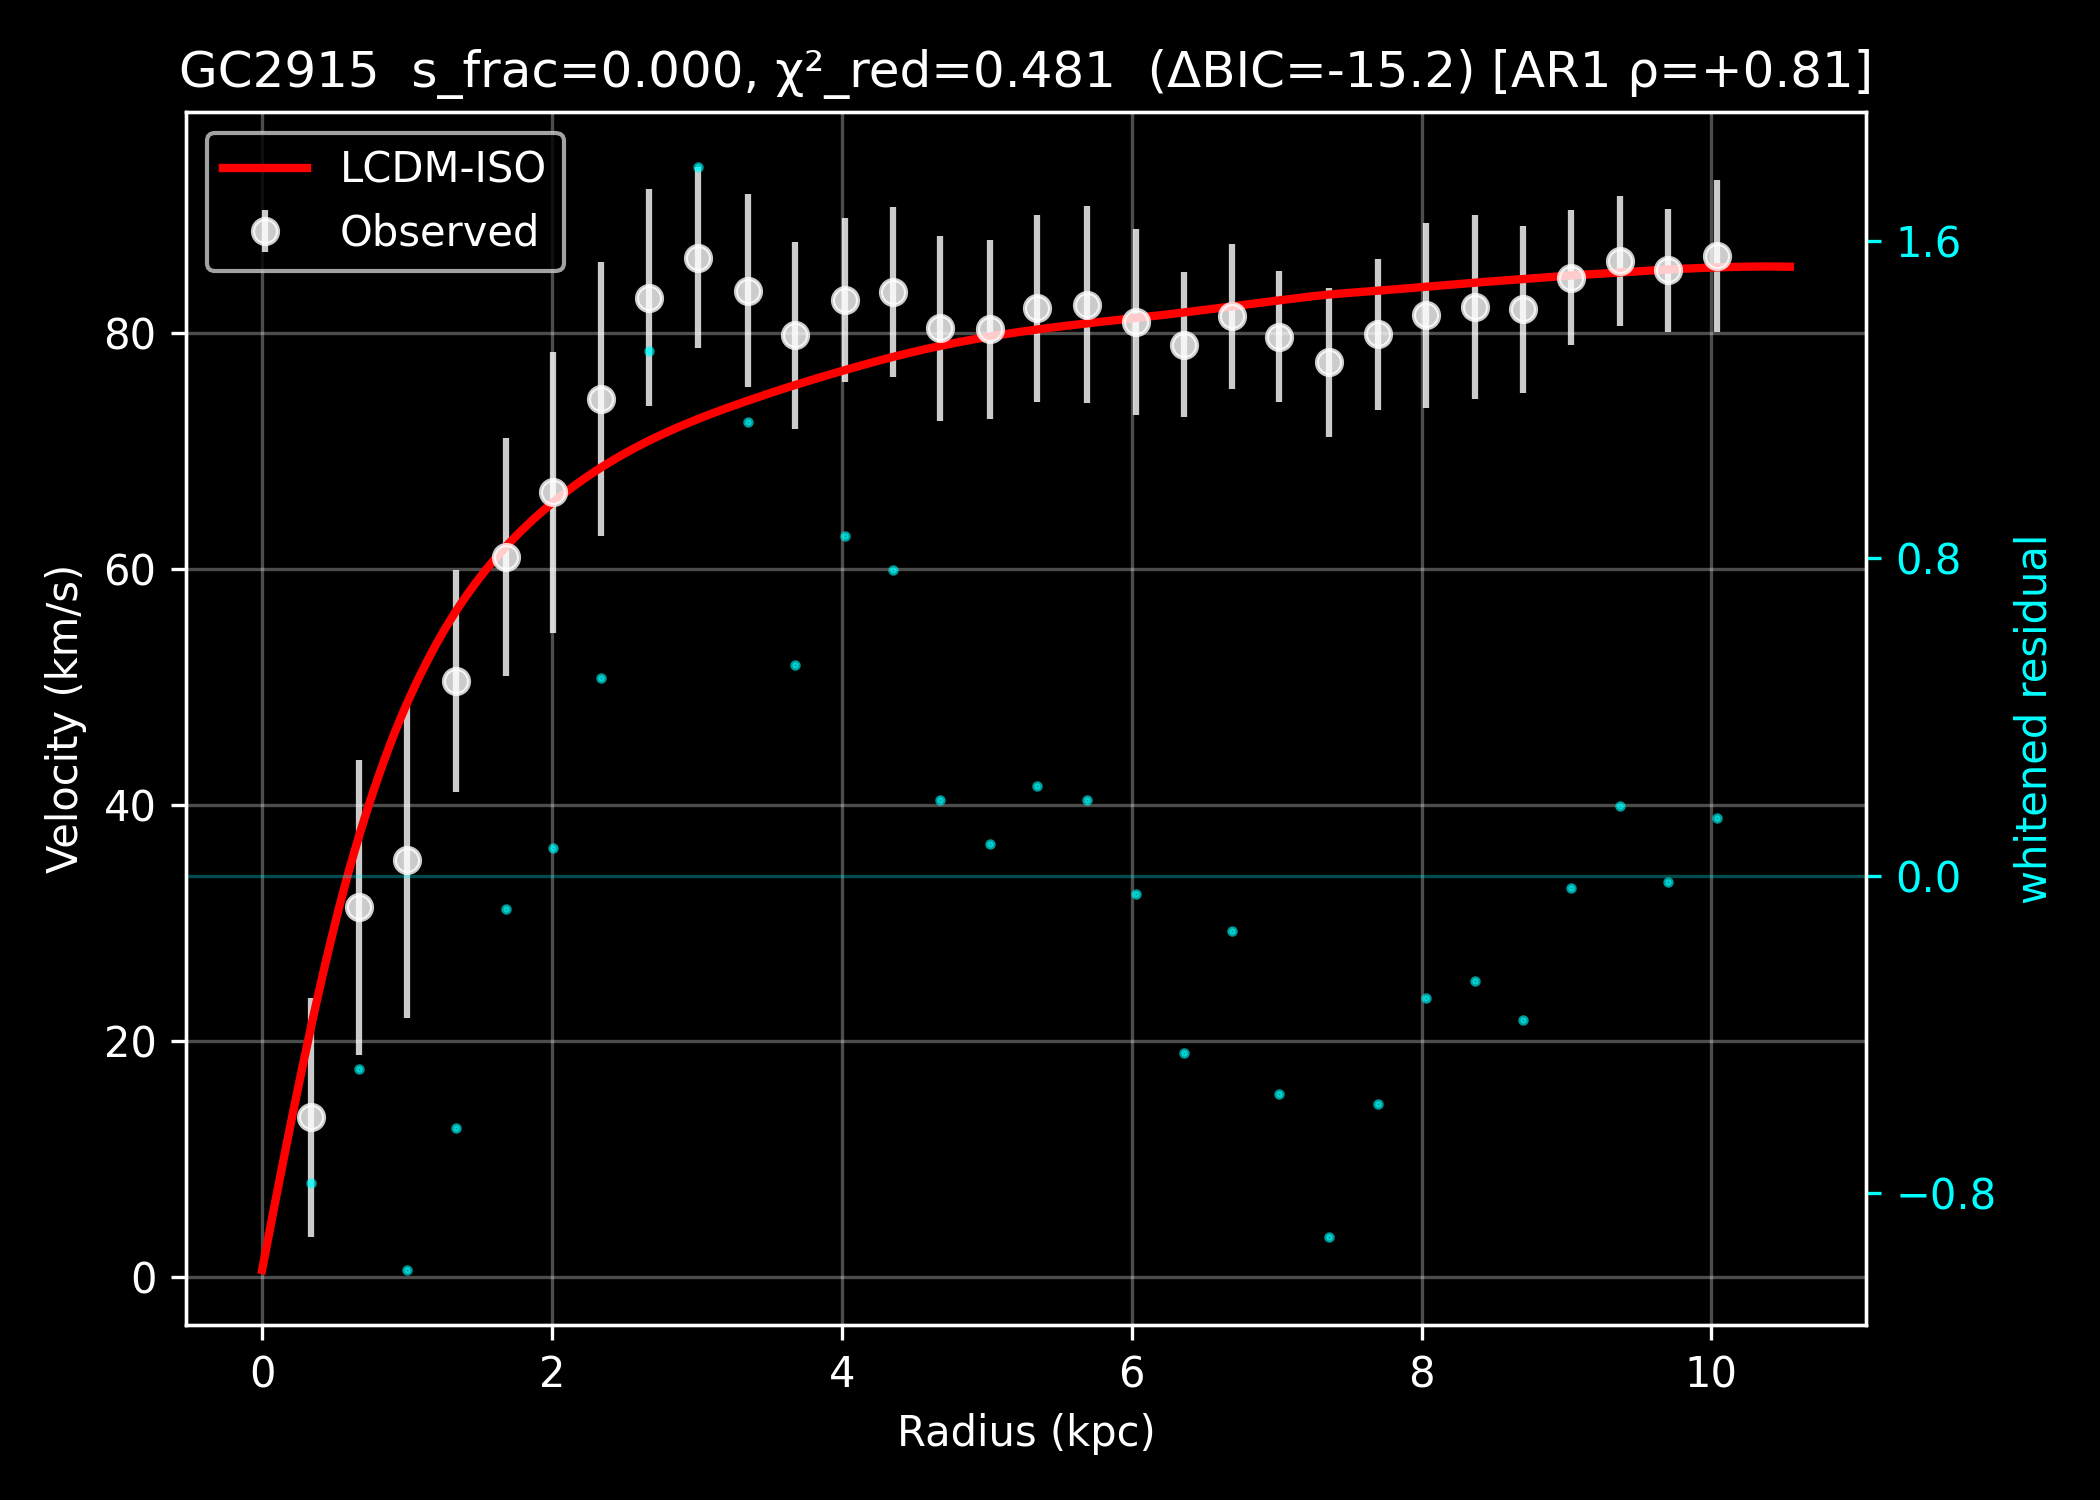 GC2915 s_frac=0.000, χ²_red=0.481 (ΔBIC=-15.2) [AR1 ρ=+0.81]
LCDM-ISO
Observed
Velocity (km/s)
80
60
40
20
0
1.6
0.8
0.0
−0.8
whitened residual
0 2 4 6 8 10
Radius (kpc)